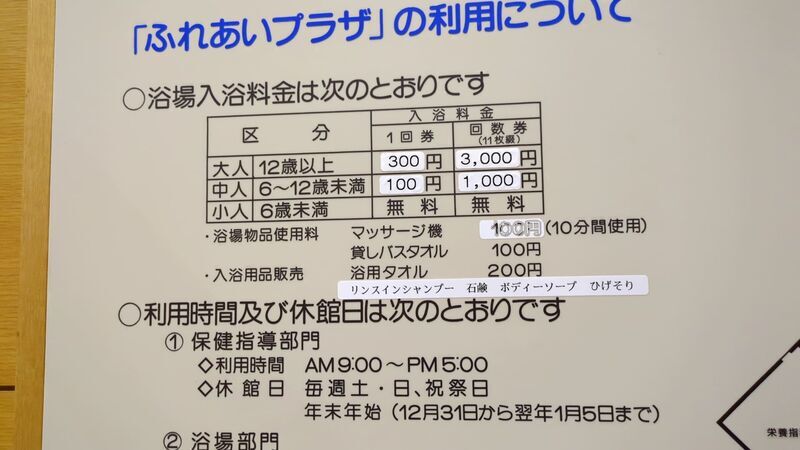 「ふれあいプラザ」の利用について
○浴場入浴料金は次のとおりです
区 分 入浴料金
1回券 回数券(11枚綴)
大人 12歳以上 300円 3,000円
中人 6～12歳未満 100円 1,000円
小人 6歳未満 無料 無料
・浴場物品使用料 マッサージ機 100円(10分間使用)
貸しバスタオル 100円
・入浴用品販売 浴用タオル 200円
リンスインシャンプー 石鹸 ボディーソープ ひげそり
○利用時間及び休館日は次のとおりです
① 保健指導部門
◇利用時間 AM9:00～PM5:00
◇休館日 毎週土・日、祝祭日
年末年始(12月31日から翌年1月5日まで)
② 浴場部門
栄養指